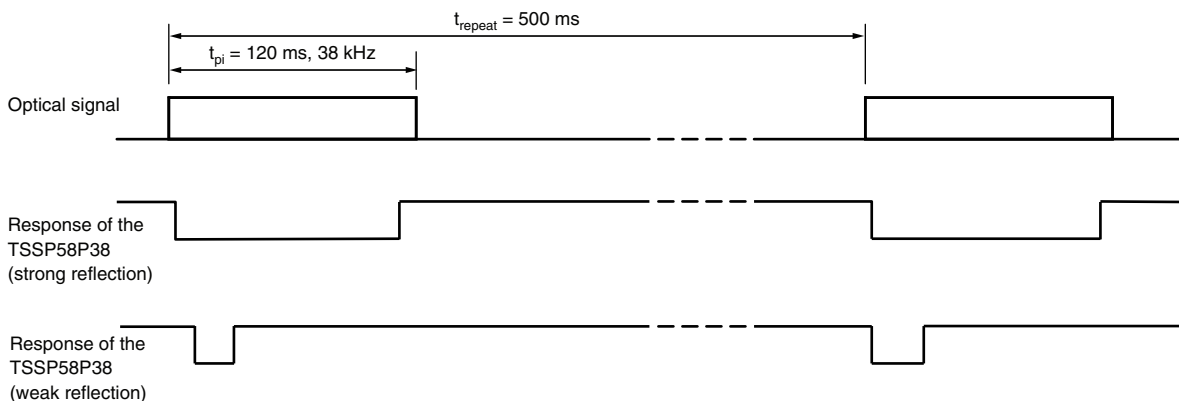 t_repeat = 500 ms
t_pi = 120 ms, 38 kHz
Optical signal
Response of the
TSSP58P38
(strong reflection)
Response of the
TSSP58P38
(weak reflection)